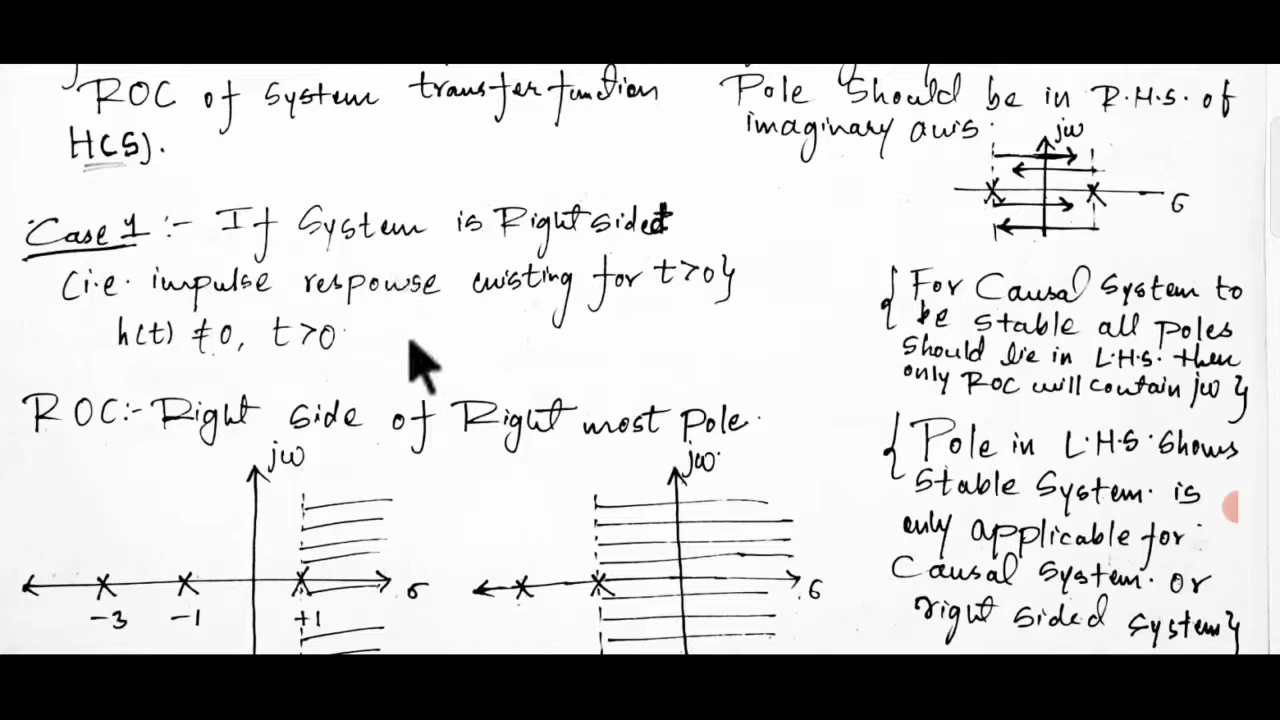 ROC of System transfer function
H(S).
Case 1 :- If System is Right sided
(i.e. impulse response existing for t>0}
h(t) ≠0, t>0
ROC:- Right side of Right most pole.
jω
σ
-3 -1 +1
jω
σ
Pole Should be in R.H.S. of
imaginary axis.
jω
σ
{ For Causal System to
be stable all poles
should lie in L.H.S. then
only ROC will contain jω }
{ Pole in L.H.S. Shows
Stable System. is
only applicable for
Causal System or
right sided system}